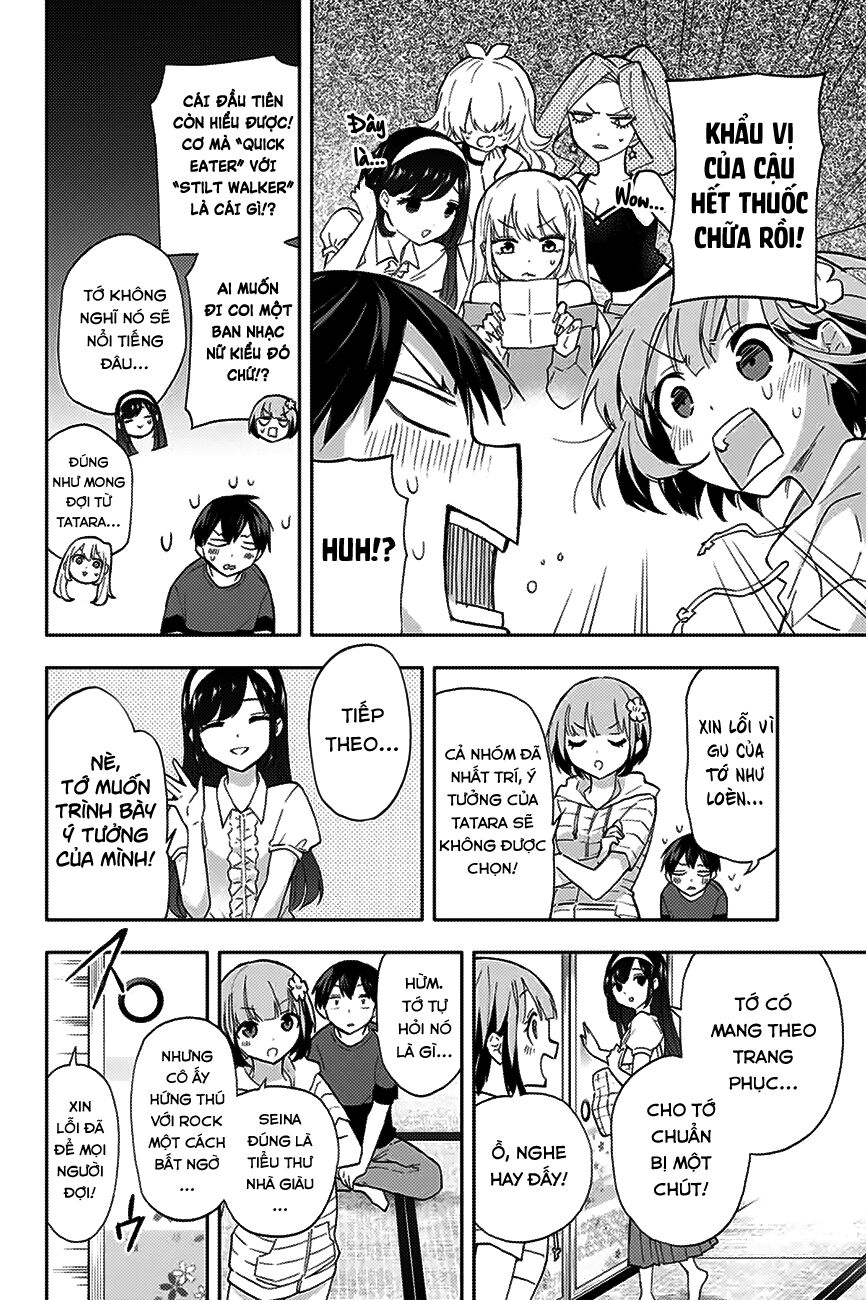 KHẨU VỊ
CỦA CẬU
HẾT THUỐC
CHỮA RỒI!
Wow...
Đây
là...
HUH!?
CÁI ĐẦU TIÊN
CÒN HIỂU ĐƯỢC!
CƠ MÀ "QUICK
EATER" VỚI
"STILT WALKER"
LÀ CÁI GÌ!?
AI MUỐN
ĐI COI MỘT
BAN NHẠC
NỮ KIỂU ĐÓ
CHỨ!?
TỚ KHÔNG
NGHĨ NÓ SẼ
NỔI TIẾNG
ĐÂU...
ĐÚNG
NHƯ MONG
ĐỢI TỪ
TATARA...
XIN LỖI VÌ
GU CỦA
TỚ NHƯ
LOÈN...
CẢ NHÓM ĐÃ
NHẤT TRÍ, Ý
TƯỞNG CỦA
TATARA SẼ
KHÔNG ĐƯỢC
CHỌN!
TIẾP
THEO...
NÈ,
TỚ MUỐN
TRÌNH BÀY
Ý TƯỞNG
CỦA MÌNH!
TỚ CÓ
MANG THEO
TRANG
PHỤC...
CHO TỚ
CHUẨN
BỊ MỘT
CHÚT!
Ồ, NGHE
HAY ĐẤY!
HỪM.
TỚ TỰ
HỎI NÓ
LÀ GÌ...
SEINA
ĐÚNG LÀ
TIỂU THƯ
NHÀ GIÀU
...
NHƯNG
CÔ ẤY
HỨNG THÚ
VỚI ROCK
MỘT CÁCH
BẤT NGỜ
...
XIN
LỖI ĐÃ
ĐỂ MỌI
NGƯỜI
ĐỢI!